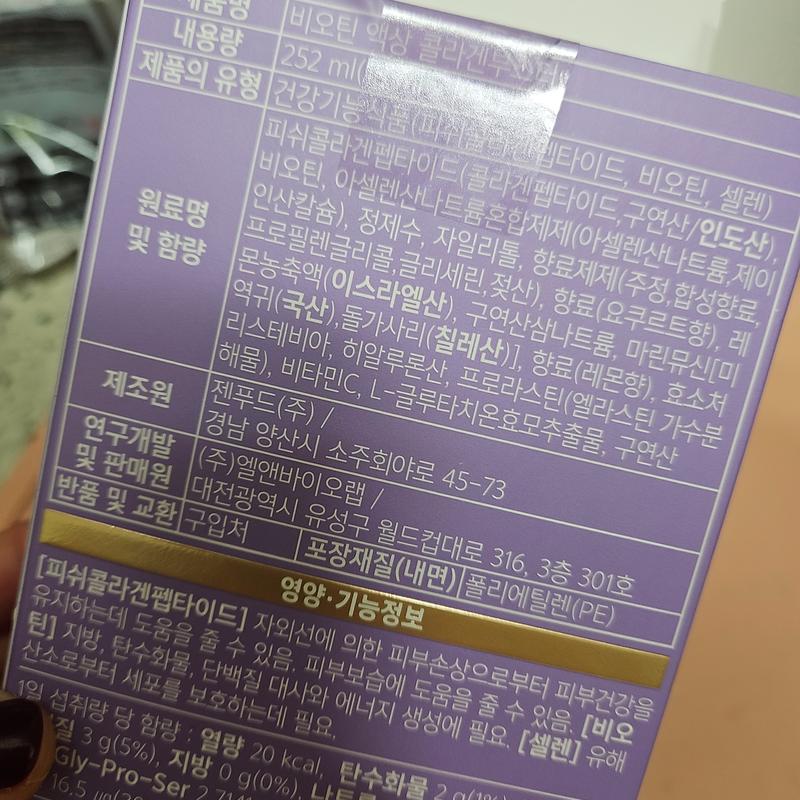 제품명 비오틴 액상 콜라겐
내용량 252 ml
제품의 유형 건강기능식품(피쉬콜라겐펩타이드, 비오틴, 셀렌)
원료명 및 함량
피쉬콜라겐펩타이드(콜라겐펩타이드,구연산/인도산),
비오틴, 아셀렌산나트륨혼합제제(아셀렌산나트륨,제이
인산칼슘), 정제수, 자일리톨, 향료제제(주정,합성향료,
프로필렌글리콜,글리세린,젖산), 향료(요쿠르트향), 레
몬농축액(이스라엘산), 구연산삼나트륨, 마린뮤신[미
역귀(국산),돌가사리(칠레산)], 향료(레몬향), 효소처
리스테비아, 히알루론산, 프로라스틴(엘라스틴 가수분
해물), 비타민C, L-글루타치온효모추출물, 구연산
제조원 젠푸드(주) /
경남 양산시 소주회야로 45-73
연구개발 및 판매원 (주)엘앤바이오랩 /
대전광역시 유성구 월드컵대로 316, 3층 301호
반품 및 교환 구입처 포장재질(내면) 폴리에틸렌(PE)
영양·기능정보
[피쉬콜라겐펩타이드] 자외선에 의한 피부손상으로부터 피부건강을
유지하는데 도움을 줄 수 있음. 피부보습에 도움을 줄 수 있음. [비오
틴] 지방, 탄수화물, 단백질 대사와 에너지 생성에 필요. [셀렌] 유해
산소로부터 세포를 보호하는데 필요.
1일 섭취량 당 함량 : 열량 20 kcal, 탄수화물 2 g(1%)
질 3 g(5%), 지방 0 g(0%),
Gly-Pro-Ser